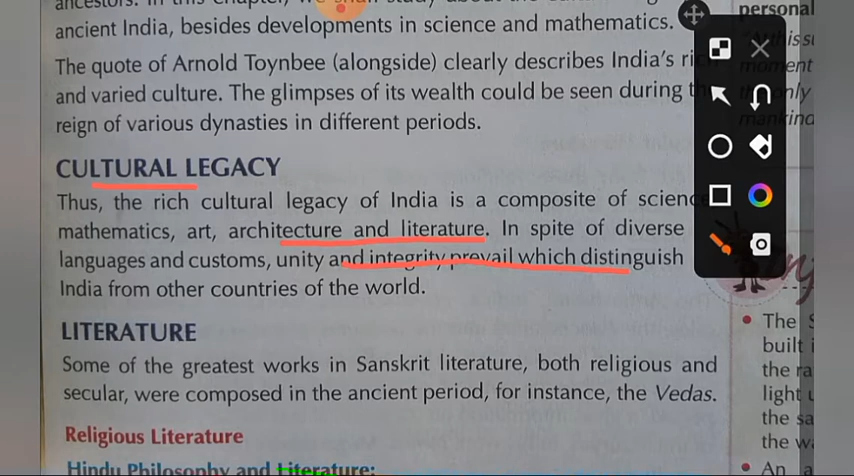 ancient India, besides developments in science and mathematics.
The quote of Arnold Toynbee (alongside) clearly describes India's
and varied culture. The glimpses of its wealth could be seen during
reign of various dynasties in different periods.
CULTURAL LEGACY
Thus, the rich cultural legacy of India is a composite of
mathematics, art, architecture and literature. In spite of diverse
languages and customs, unity and integrity prevail which distinguish
India from other countries of the world.
LITERATURE
Some of the greatest works in Sanskrit literature, both religious and
secular, were composed in the ancient period, for instance, the Vedas.
Religious Literature
Hindu Philosophy and Literature:
personal
moment
only
mankind
• The
built
the
light
the
the
• An